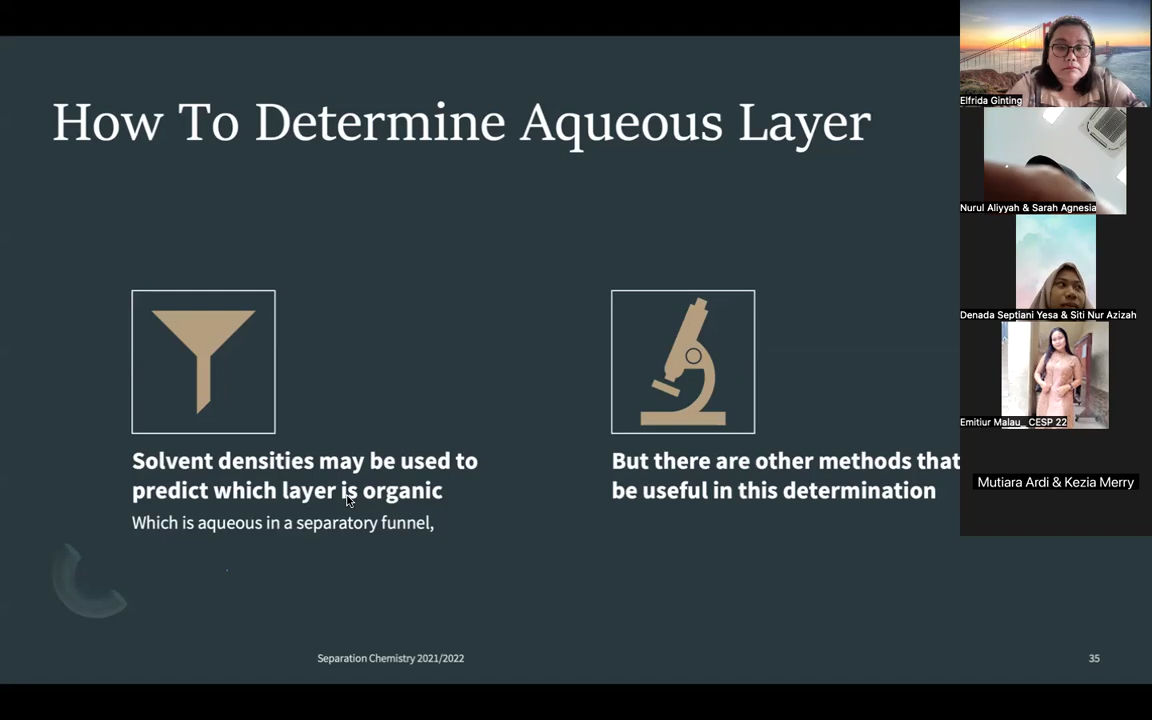 How To Determine Aqueous Layer
Solvent densities may be used to
predict which layer is organic
Which is aqueous in a separatory funnel,
But there are other methods that
be useful in this determination
Separation Chemistry 2021/2022
35
Elfrida Ginting
Nurul Aliyyah & Sarah Agnesia
Denada Septiani Yesa & Siti Nur Azizah
Emitiur Malau_ CESP 22
Mutiara Ardi & Kezia Merry